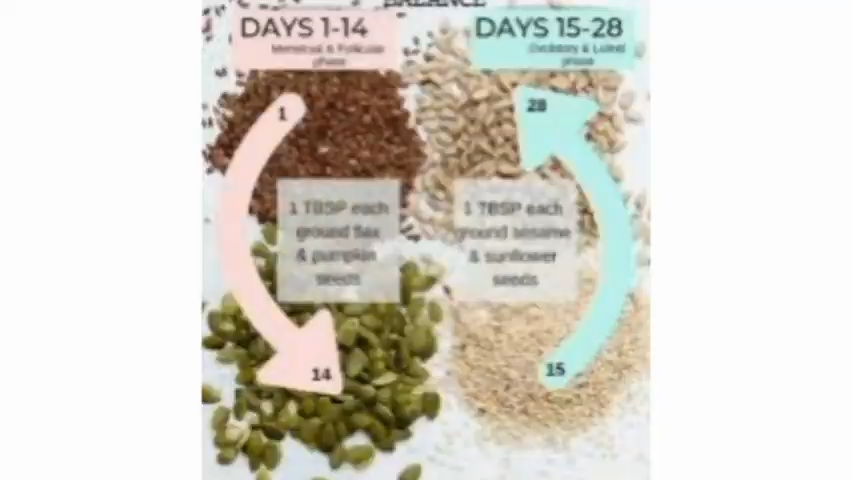 BALANCE
DAYS 1-14
Menstrual & Follicular
phase
DAYS 15-28
Ovulatory & Luteal
phase
1
28
1 TBSP each
ground flax
& pumpkin
seeds
1 TBSP each
ground sesame
& sunflower
seeds
14
15